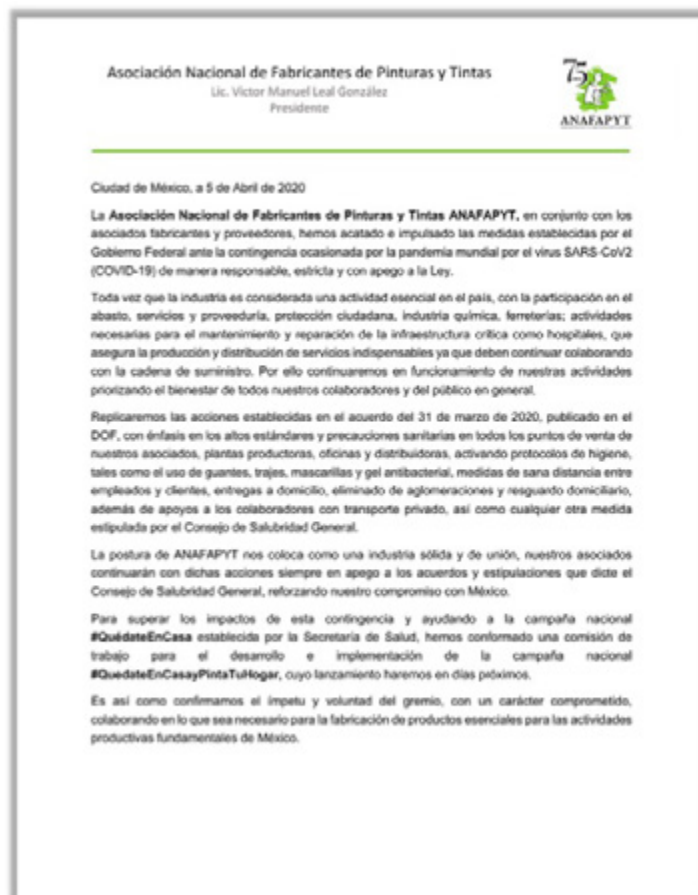 Asociación Nacional de Fabricantes de Pinturas y Tintas
Lic. Victor Manuel Leal González
Presidente
75
ANAFAPYT
Ciudad de México, a 5 de Abril de 2020
La Asociación Nacional de Fabricantes de Pinturas y Tintas ANAFAPYT, en conjunto con los
asociados fabricantes y proveedores, hemos acatado e impulsado las medidas establecidas por el
Gobierno Federal ante la contingencia ocasionada por la pandemia mundial por el virus SARS-CoV2
(COVID-19) de manera responsable, estricta y con apego a la Ley.
Toda vez que la industria es considerada una actividad esencial en el país, con la participación en el
abasto, servicios y proveeduría, protección ciudadana, industria química, ferreterías; actividades
necesarias para el mantenimiento y reparación de la infraestructura crítica como hospitales, que
asegura la producción y distribución de servicios indispensables ya que deben continuar colaborando
con la cadena de suministro. Por ello continuaremos en funcionamiento de nuestras actividades
priorizando el bienestar de todos nuestros colaboradores y del público en general.
Replicaremos las acciones establecidas en el acuerdo del 31 de marzo de 2020, publicado en el
DOF, con énfasis en los altos estándares y precauciones sanitarias en todos los puntos de venta de
nuestros asociados, plantas productoras, oficinas y distribuidoras, activando protocolos de higiene,
tales como el uso de guantes, trajes, mascarillas y gel antibacterial, medidas de sana distancia entre
empleados y clientes, entregas a domicilio, eliminado de aglomeraciones y resguardo domiciliario,
además de apoyos a los colaboradores con transporte privado, así como cualquier otra medida
estipulada por el Consejo de Salubridad General.
La postura de ANAFAPYT nos coloca como una industria sólida y de unión, nuestros asociados
continuarán con dichas acciones siempre en apego a los acuerdos y estipulaciones que dicte el
Consejo de Salubridad General, reforzando nuestro compromiso con México.
Para superar los impactos de esta contingencia y ayudando a la campaña nacional
#QuédateEnCasa establecida por la Secretaría de Salud, hemos conformado una comisión de
trabajo para el desarrollo e implementación de la campaña nacional
#QuedateEnCasayPintaTuHogar, cuyo lanzamiento haremos en días próximos.
Es así como confirmamos el ímpetu y voluntad del gremio, con un carácter comprometido,
colaborando en lo que sea necesario para la fabricación de productos esenciales para las actividades
productivas fundamentales de México.